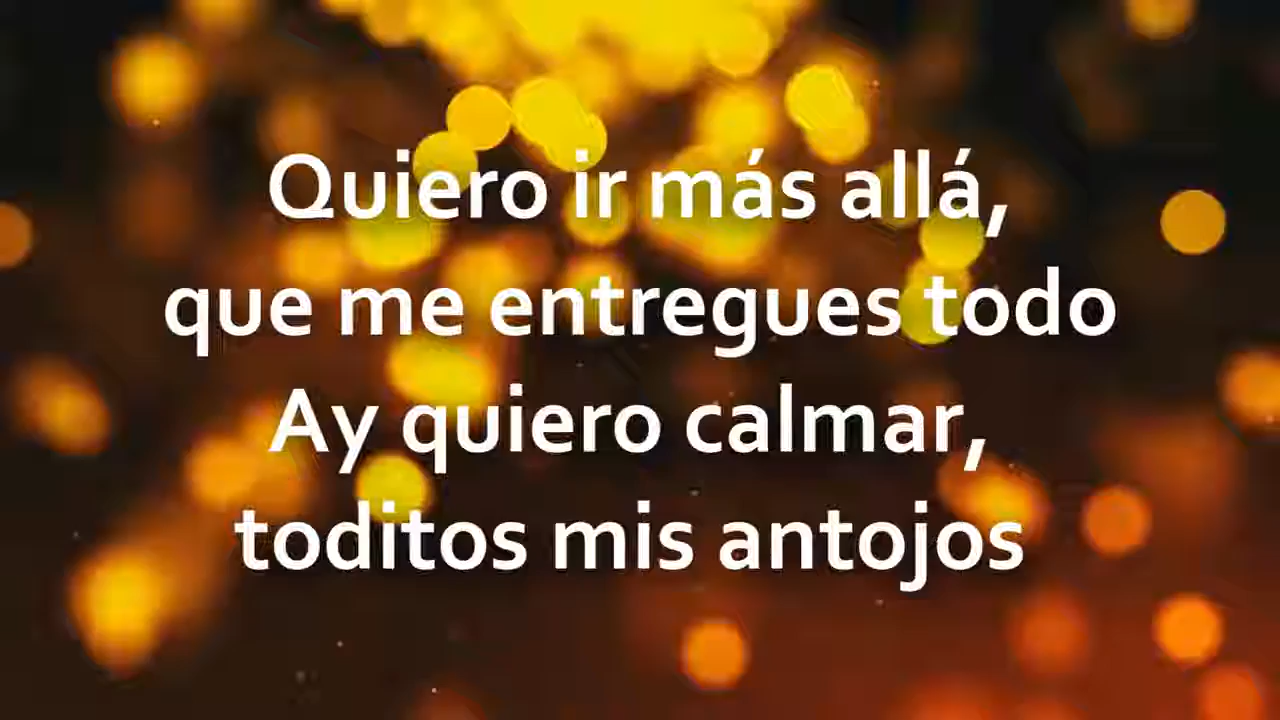 Quiero ir más allá,
que me entregues todo
Ay quiero calmar,
toditos mis antojos